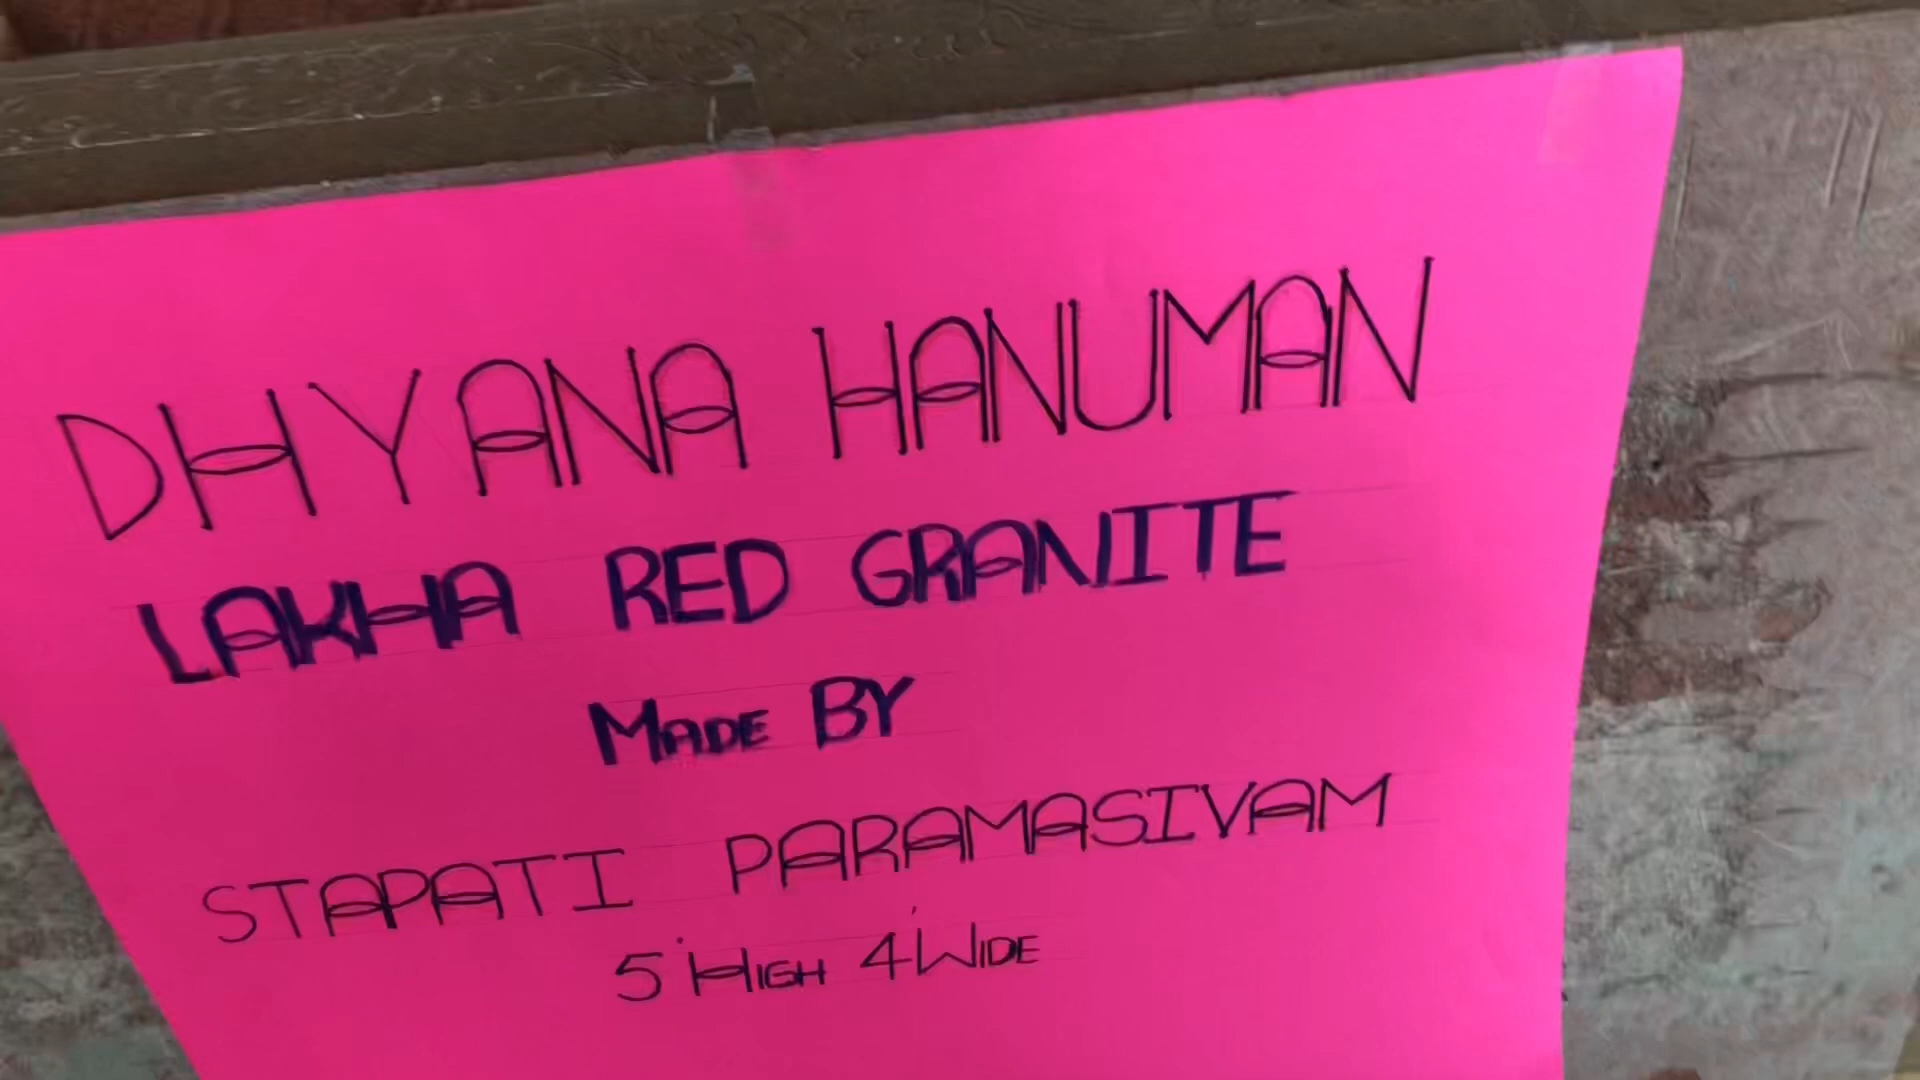 DHYANA HANUMAN
LAKHA RED GRANITE
MADE BY
STAPATI PARAMASIVAM
5' HIGH 4' WIDE